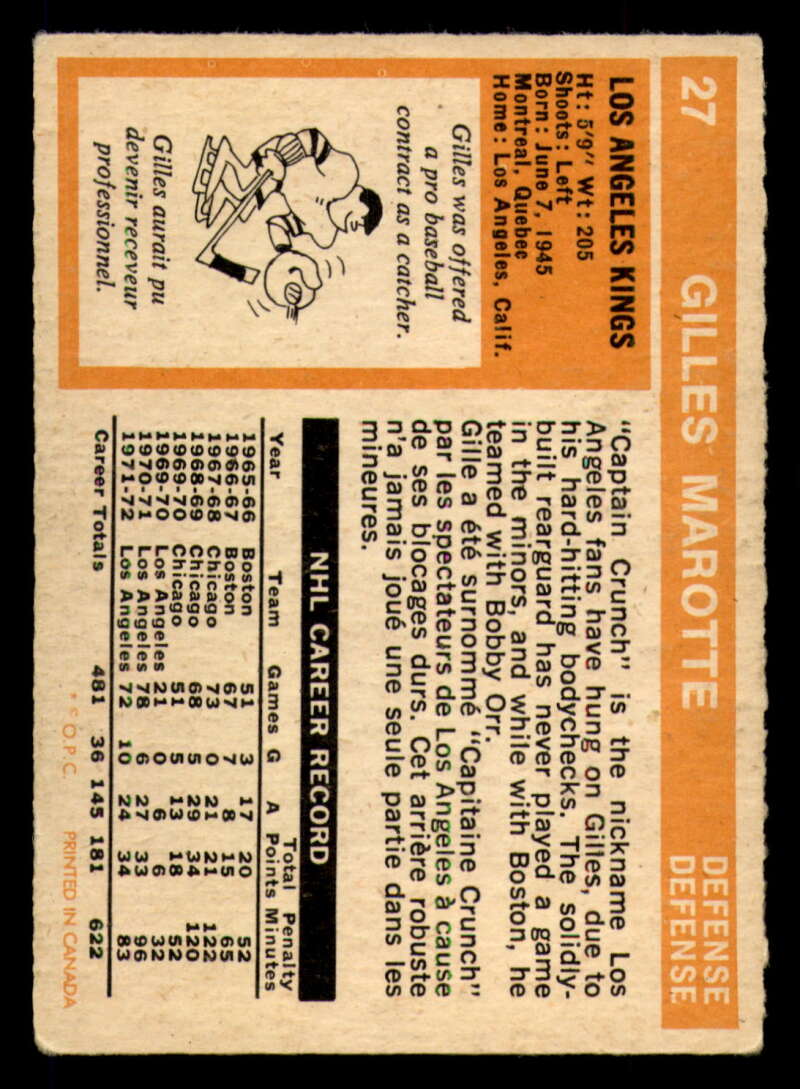 27 GILLES MAROTTE DEFENSE
DEFENSE
LOS ANGELES KINGS
Ht: 5'9" Wt: 205
Shoots: Left
Born: June 7, 1945
Montreal, Quebec
Home: Los Angeles, Calif.
Gilles was offered
a pro baseball
contract as a catcher.
Gilles aurait pu
devenir receveur
professionnel.
"Captain Crunch" is the nickname Los
Angeles fans have hung on Gilles, due to
his hard-hitting bodychecks. The solidly-
built rearguard has never played a game
in the minors, and while with Boston, he
teamed with Bobby Orr.
Gille a été surnommé "Capitaine Crunch"
par les spectateurs de Los Angeles à cause
de ses blocages durs. Cet arrière robuste
n'a jamais joué une seule partie dans les
mineures.
NHL CAREER RECORD
Total Penalty
Year Team Games G A Points Minutes
1965-66 Boston 51 3 17 20 52
1966-67 Boston 67 7 8 15 65
1967-68 Chicago 73 0 21 21 122
1968-69 Chicago 68 5 29 34 120
1969-70 Chicago 51 5 13 18 52
1969-70 Los Angeles 21 0 6 6 32
1970-71 Los Angeles 78 6 27 33 96
1971-72 Los Angeles 72 10 24 34 83
Career Totals 481 36 145 181 622
* © O.P.C. PRINTED IN CANADA